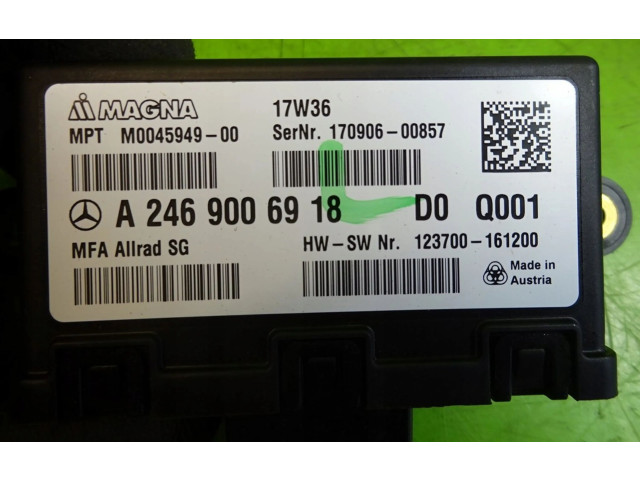 MAGNA 17W36
MPT M0045949-00 SerNr. 170906-00857
A 246 900 69 18 D0 Q001
MFA Allrad SG HW-SW Nr. 123700-161200
Made in
Austria